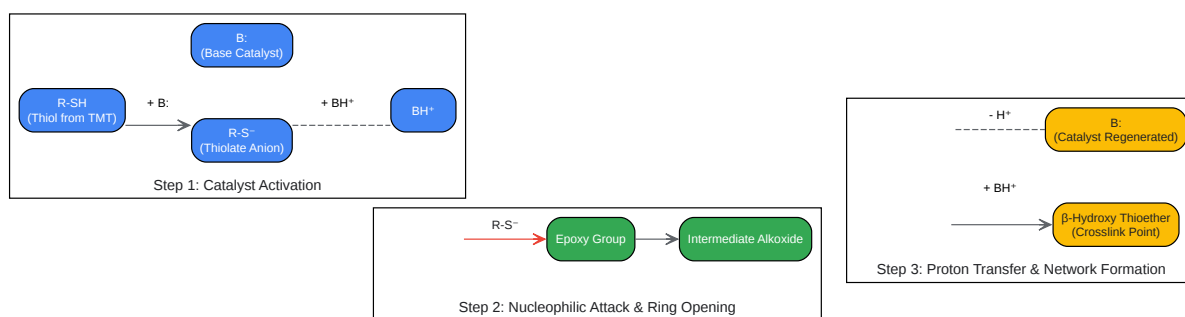 B:
(Base Catalyst)
R-SH
(Thiol from TMT)
+ B:
R-S⁻
(Thiolate Anion)
+ BH⁺
BH⁺
Step 1: Catalyst Activation
R-S⁻
Epoxy Group
Intermediate Alkoxide
Step 2: Nucleophilic Attack & Ring Opening
- H⁺
B:
(Catalyst Regenerated)
+ BH⁺
β-Hydroxy Thioether
(Crosslink Point)
Step 3: Proton Transfer & Network Formation